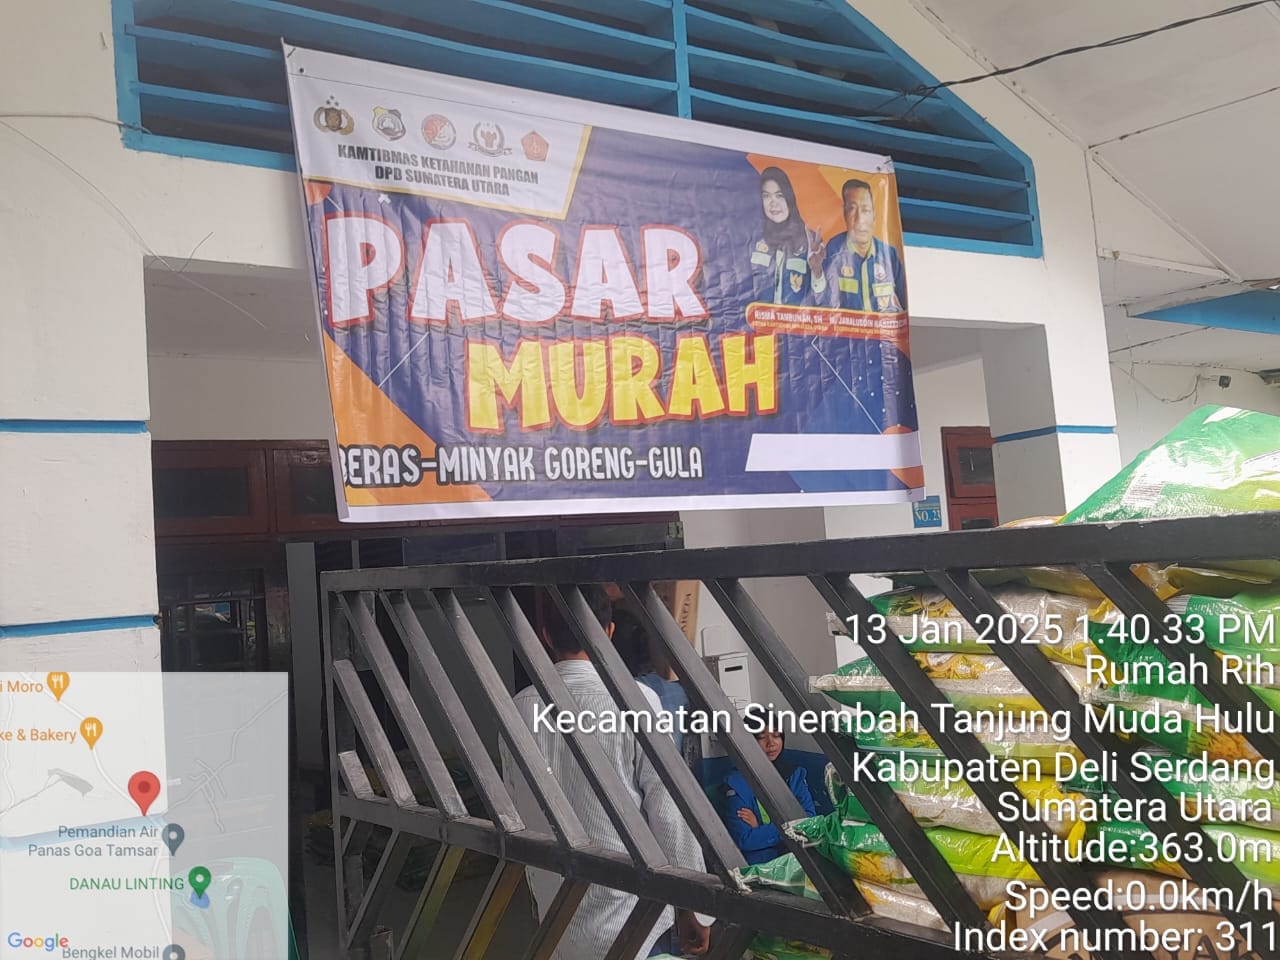 KAMTIBMAS KETAHANAN PANGAN
DPD SUMATERA UTARA
PASAR
MURAH
BERAS-MINYAK GORENG-GULA
RISMA TAMBUNAN, SH
NO. 23
13 Jan 2025 1.40.33 PM
Rumah Rih
Kecamatan Sinembah Tanjung Muda Hulu
Kabupaten Deli Serdang
Sumatera Utara
Altitude:363.0m
Speed:0.0km/h
Index number: 311
i Moro
ke & Bakery
Pemandian Air
Panas Goa Tamsar
DANAU LINTING
Google
Bengkel Mobil